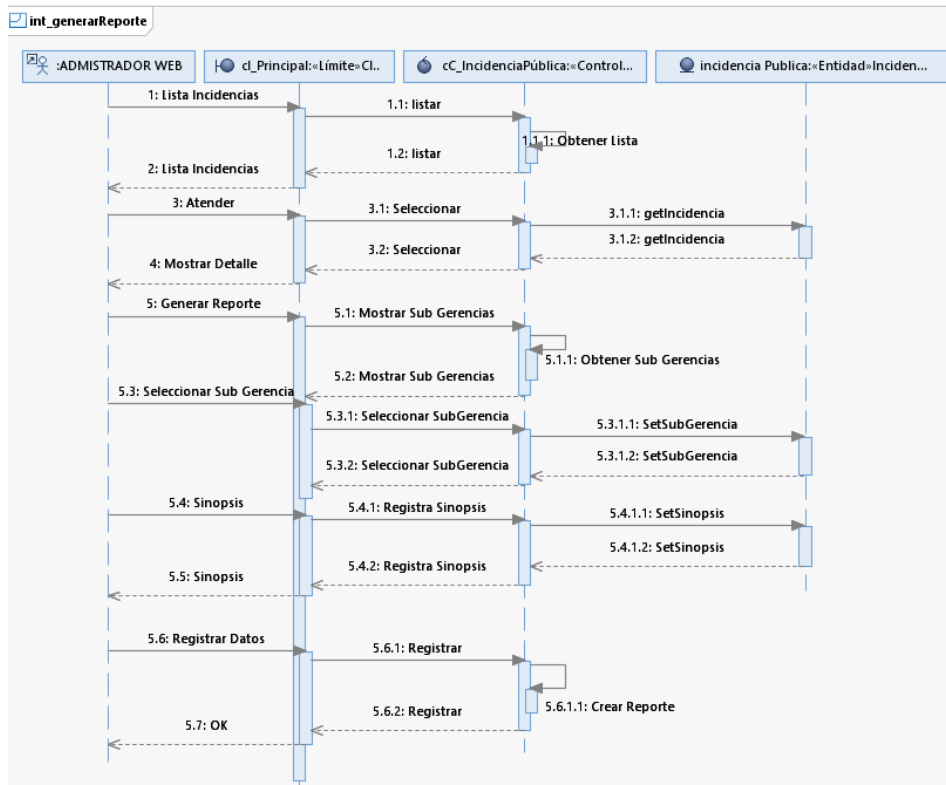 int_generarReporte
:ADMISTRADOR WEB
cI_Principal:«Límite»CI..
cC_IncidenciaPública:«Control...
incidencia Publica:«Entidad»Inciden...
1: Lista Incidencias
1.1: listar
1.1.1: Obtener Lista
1.2: listar
2: Lista Incidencias
3: Atender
3.1: Seleccionar
3.1.1: getIncidencia
3.1.2: getIncidencia
3.2: Seleccionar
4: Mostrar Detalle
5: Generar Reporte
5.1: Mostrar Sub Gerencias
5.1.1: Obtener Sub Gerencias
5.2: Mostrar Sub Gerencias
5.3: Seleccionar Sub Gerencia
5.3.1: Seleccionar SubGerencia
5.3.1.1: SetSubGerencia
5.3.1.2: SetSubGerencia
5.3.2: Seleccionar SubGerencia
5.4: Sinopsis
5.4.1: Registra Sinopsis
5.4.1.1: SetSinopsis
5.4.1.2: SetSinopsis
5.4.2: Registra Sinopsis
5.5: Sinopsis
5.6: Registrar Datos
5.6.1: Registrar
5.6.1.1: Crear Reporte
5.6.2: Registrar
5.7: OK